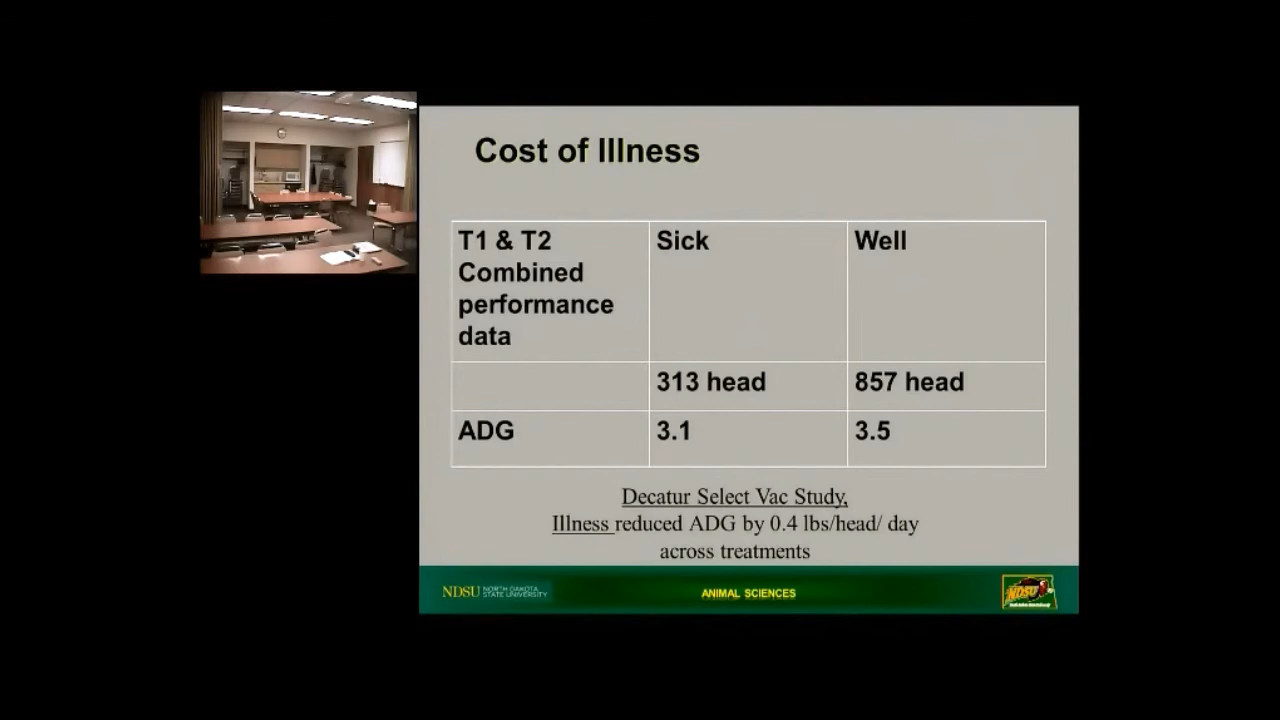 Cost of Illness
T1 & T2
Combined
performance
data
Sick
Well
313 head
857 head
ADG
3.1
3.5
Decatur Select Vac Study,
Illness reduced ADG by 0.4 lbs/head/ day
across treatments
NDSU NORTH DAKOTA
STATE UNIVERSITY
ANIMAL SCIENCES
NDSU